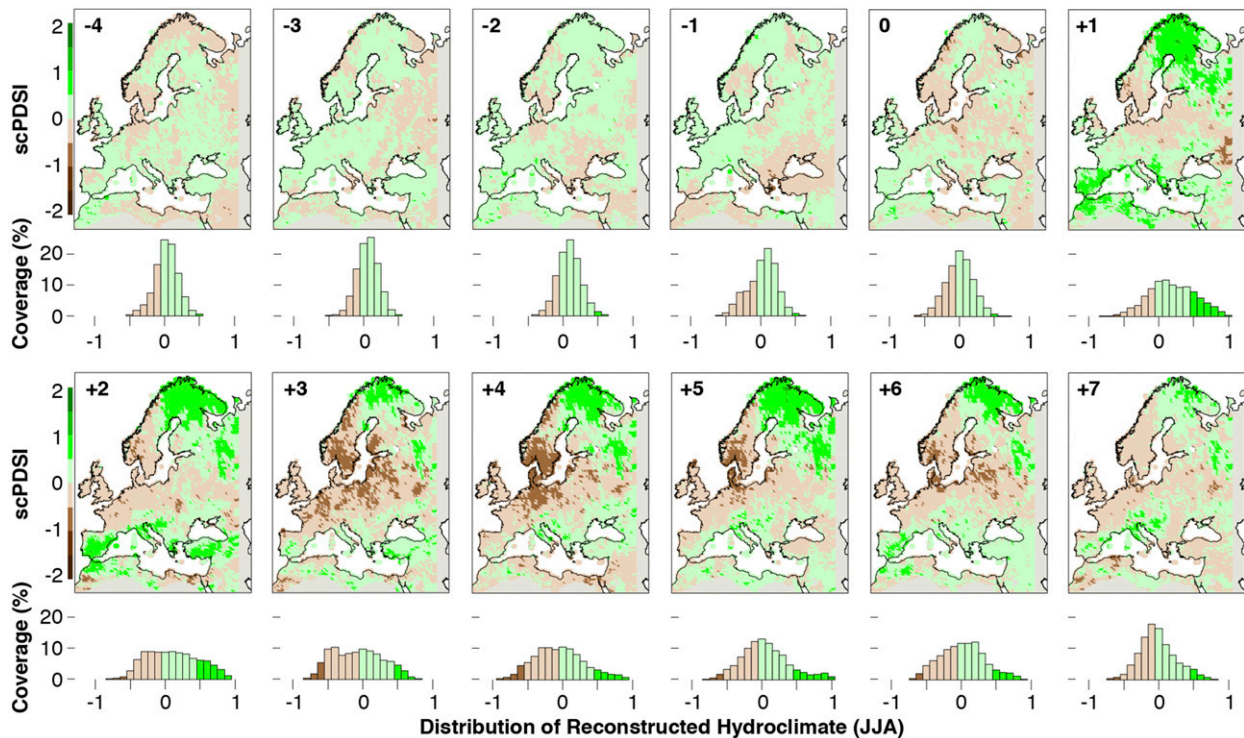 -4 -3 -2 -1 0 +1
scPDSI
2
1
0
-1
-2
Coverage (%)
20
10
0
-1 0 1 -1 0 1 -1 0 1 -1 0 1 -1 0 1 -1 0 1
+2 +3 +4 +5 +6 +7
scPDSI
2
1
0
-1
-2
Coverage (%)
20
10
0
-1 0 1 -1 0 1 -1 0 1 -1 0 1 -1 0 1 -1 0 1
Distribution of Reconstructed Hydroclimate (JJA)